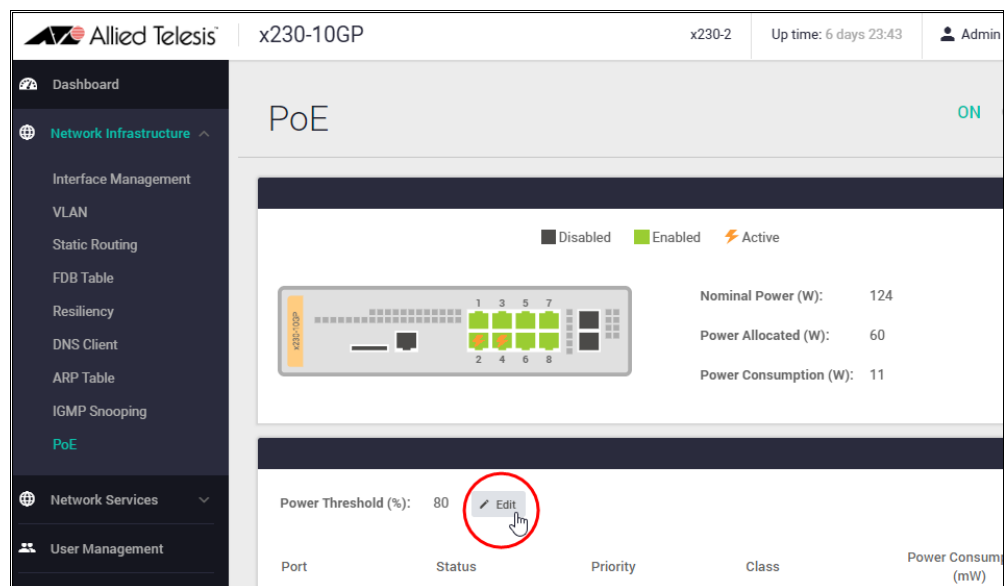 Allied Telesis
x230-10GP
x230-2
Up time: 6 days 23:43
Admin
Dashboard
Network Infrastructure
Interface Management
VLAN
Static Routing
FDB Table
Resiliency
DNS Client
ARP Table
IGMP Snooping
PoE
Network Services
User Management
PoE
ON
Disabled
Enabled
Active
x230-10GP
1 3 5 7
2 4 6 8
Nominal Power (W): 124
Power Allocated (W): 60
Power Consumption (W): 11
Power Threshold (%): 80
Edit
Port
Status
Priority
Class
Power Consump
(mW)